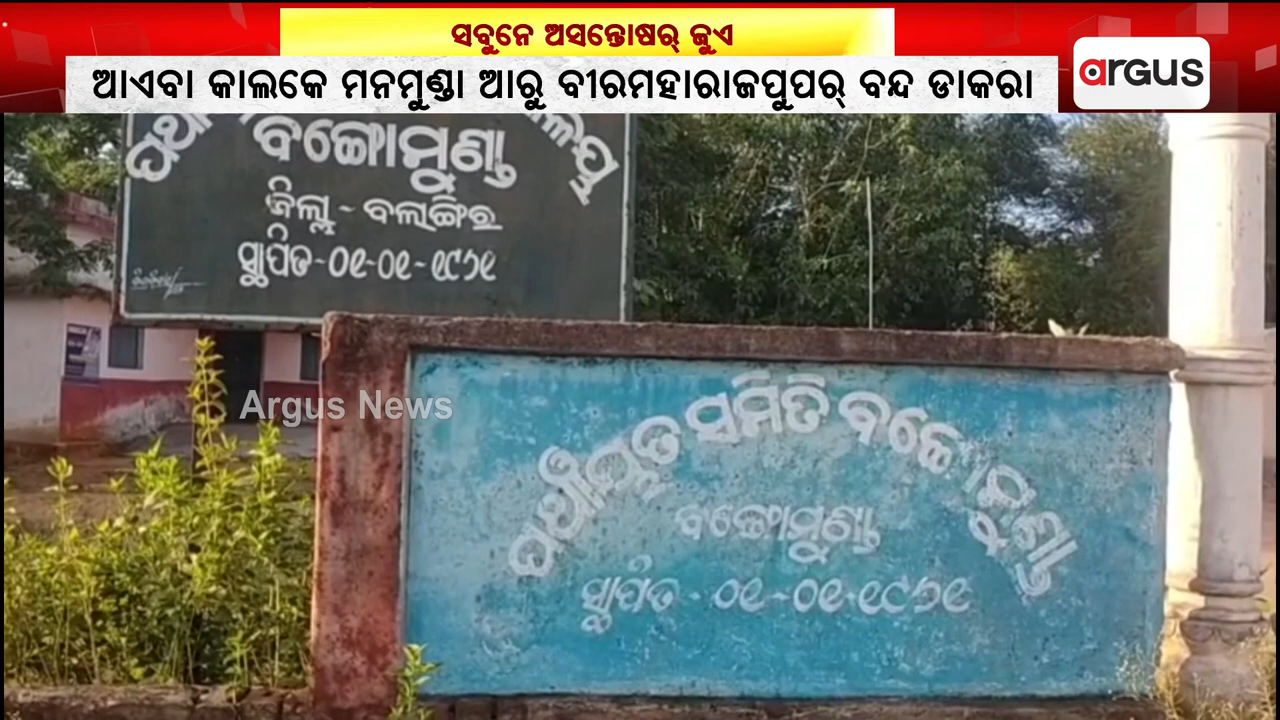 ସବୁନେ ଅସନ୍ତୋଷର୍ ଜୁଏ
ଆଏବା କାଲକେ ମନମୁଣ୍ଡା ଆରୁ ବୀରମହାରାଜପୁପର୍ ବନ୍ଦ ଡାକରା
argus
ବଙ୍ଗୋମୁଣ୍ଡା
ଜିଲ୍ଲା - ବଲାଙ୍ଗିର
ସ୍ଥାପିତ-୦୧-୦୧-୧୯୬୧
Argus News
ପଞ୍ଚାୟତ ସମିତି ବଙ୍ଗୋମୁଣ୍ଡା
ବଙ୍ଗୋମୁଣ୍ଡା
ସ୍ଥାପିତ - ୦୧-୦୧-୧୯୬୧